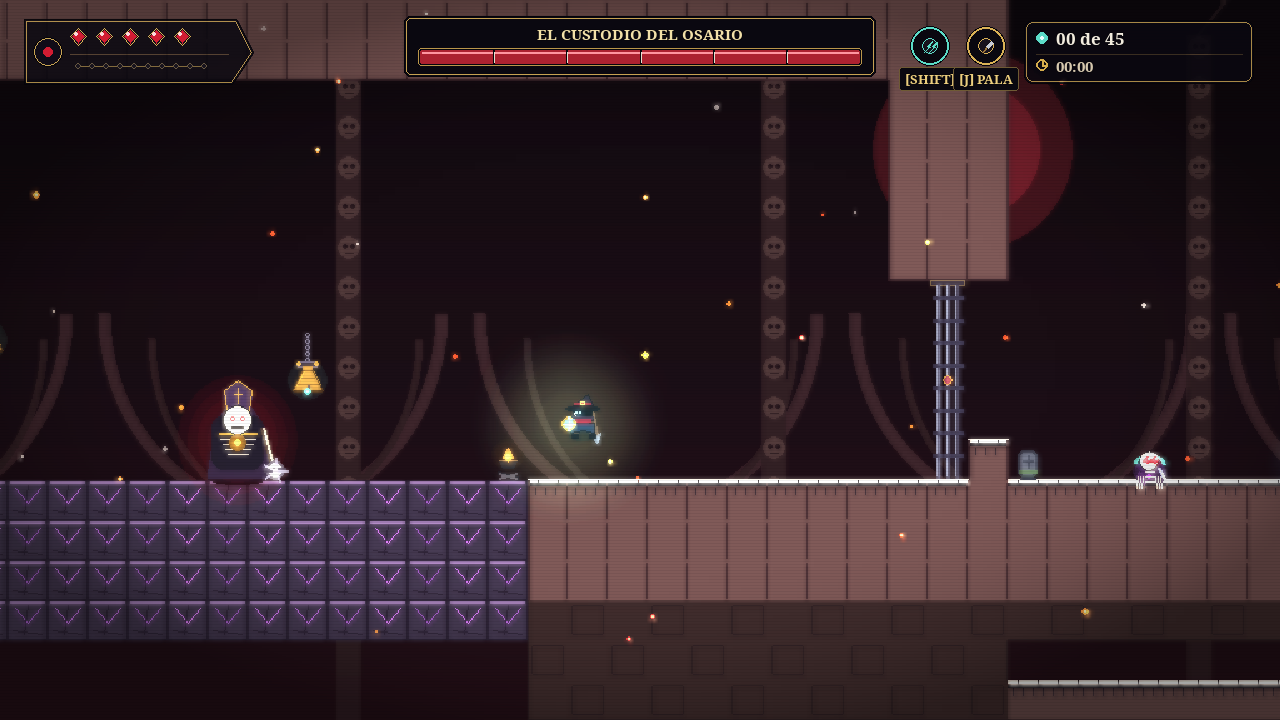 EL CUSTODIO DEL OSARIO
[SHIFT]
[J] PALA
00 de 45
00:00